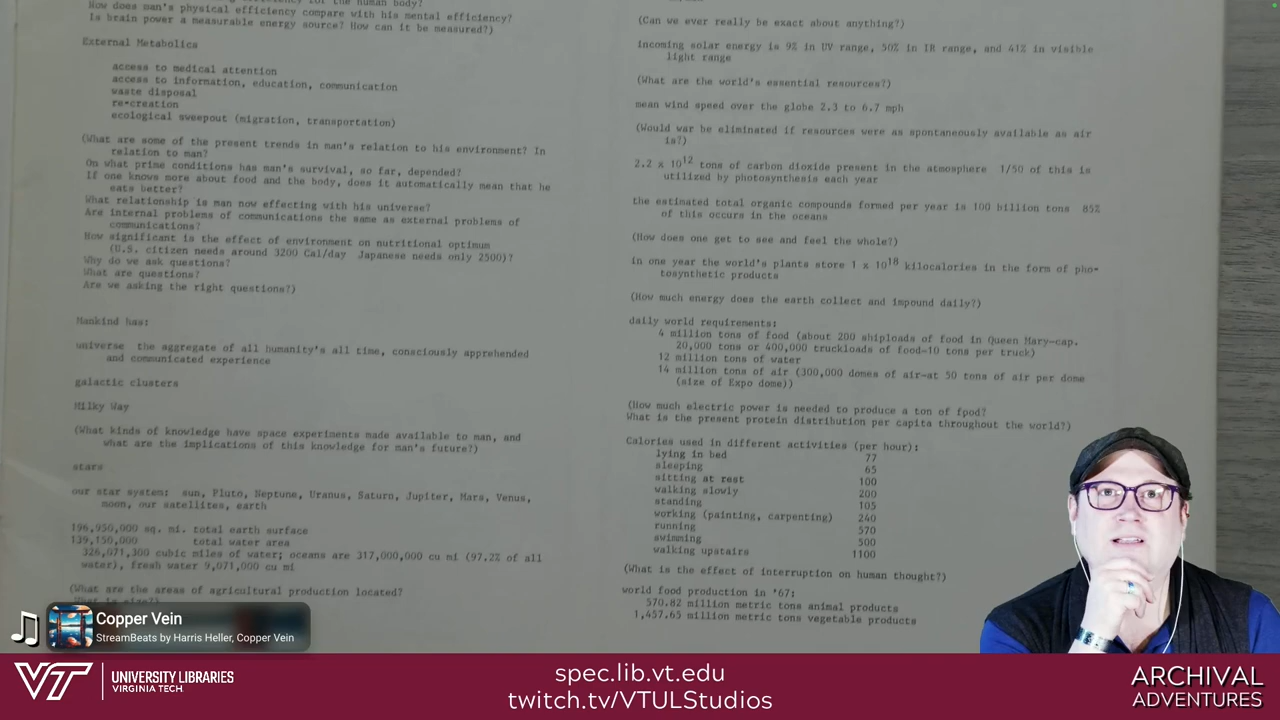 How does man's physical efficiency compare with his mental efficiency?
Is brain power a measurable energy source? How can it be measured?)
External Metabolics
access to medical attention
access to information, education, communication
waste disposal
re-creation
ecological sweepout (migration, transportation)
(What are some of the present trends in man's relation to his environment? In
relation to man?
On what prime conditions has man's survival, so far, depended?
If one knows more about food and the body, does it automatically mean that he
eats better?
What relationship is man now effecting with his universe?
Are internal problems of communications the same as external problems of
communications?
How significant is the effect of environment on nutritional optimum
(U.S. citizen needs around 3200 Cal/day Japanese needs only 2500)?
Why do we ask questions?
What are questions?
Are we asking the right questions?)
Mankind has:
universe the aggregate of all humanity's all time, consciously apprehended
and communicated experience
galactic clusters
Milky Way
(What kinds of knowledge have space experiments made available to man, and
what are the implications of this knowledge for man's future?)
stars
our star system: sun, Pluto, Neptune, Uranus, Saturn, Jupiter, Mars, Venus,
moon, our satellites, earth
196,950,000 sq. mi. total earth surface
139,150,000 total water area
326,071,300 cubic miles of water; oceans are 317,000,000 cu mi (97.2% of all
water), fresh water 9,071,000 cu mi
(What are the areas of agricultural production located?
(Can we ever really be exact about anything?)
incoming solar energy is 9% in UV range, 50% in IR range, and 41% in visible
light range
(What are the world's essential resources?)
mean wind speed over the globe 2.3 to 6.7 mph
(Would war be eliminated if resources were as spontaneously available as air
is?)
2.2 x 10¹² tons of carbon dioxide present in the atmosphere 1/50 of this is
utilized by photosynthesis each year
the estimated total organic compounds formed per year is 100 billion tons 85%
of this occurs in the oceans
(How does one get to see and feel the whole?)
in one year the world's plants store 1 x 10¹⁸ kilocalories in the form of pho-
tosynthetic products
(How much energy does the earth collect and impound daily?)
daily world requirements:
4 million tons of food (about 200 shiploads of food in Queen Mary-cap.
20,000 tons or 400,000 truckloads of food-10 tons per truck)
12 million tons of water
14 million tons of air (300,000 domes of air-at 50 tons of air per dome
(size of Expo dome))
(How much electric power is needed to produce a ton of fpod?
What is the present protein distribution per capita throughout the world?)
Calories used in different activities (per hour):
lying in bed 77
sleeping 65
sitting at rest 100
walking slowly 200
standing 105
working (painting, carpenting) 240
running 570
swimming 500
walking upstairs 1100
(What is the effect of interruption on human thought?)
world food production in '67:
570.82 million metric tons animal products
1,457.65 million metric tons vegetable products
Copper Vein
StreamBeats by Harris Heller, Copper Vein
VT UNIVERSITY LIBRARIES
VIRGINIA TECH.
spec.lib.vt.edu
twitch.tv/VTULStudios
ARCHIVAL
ADVENTURES